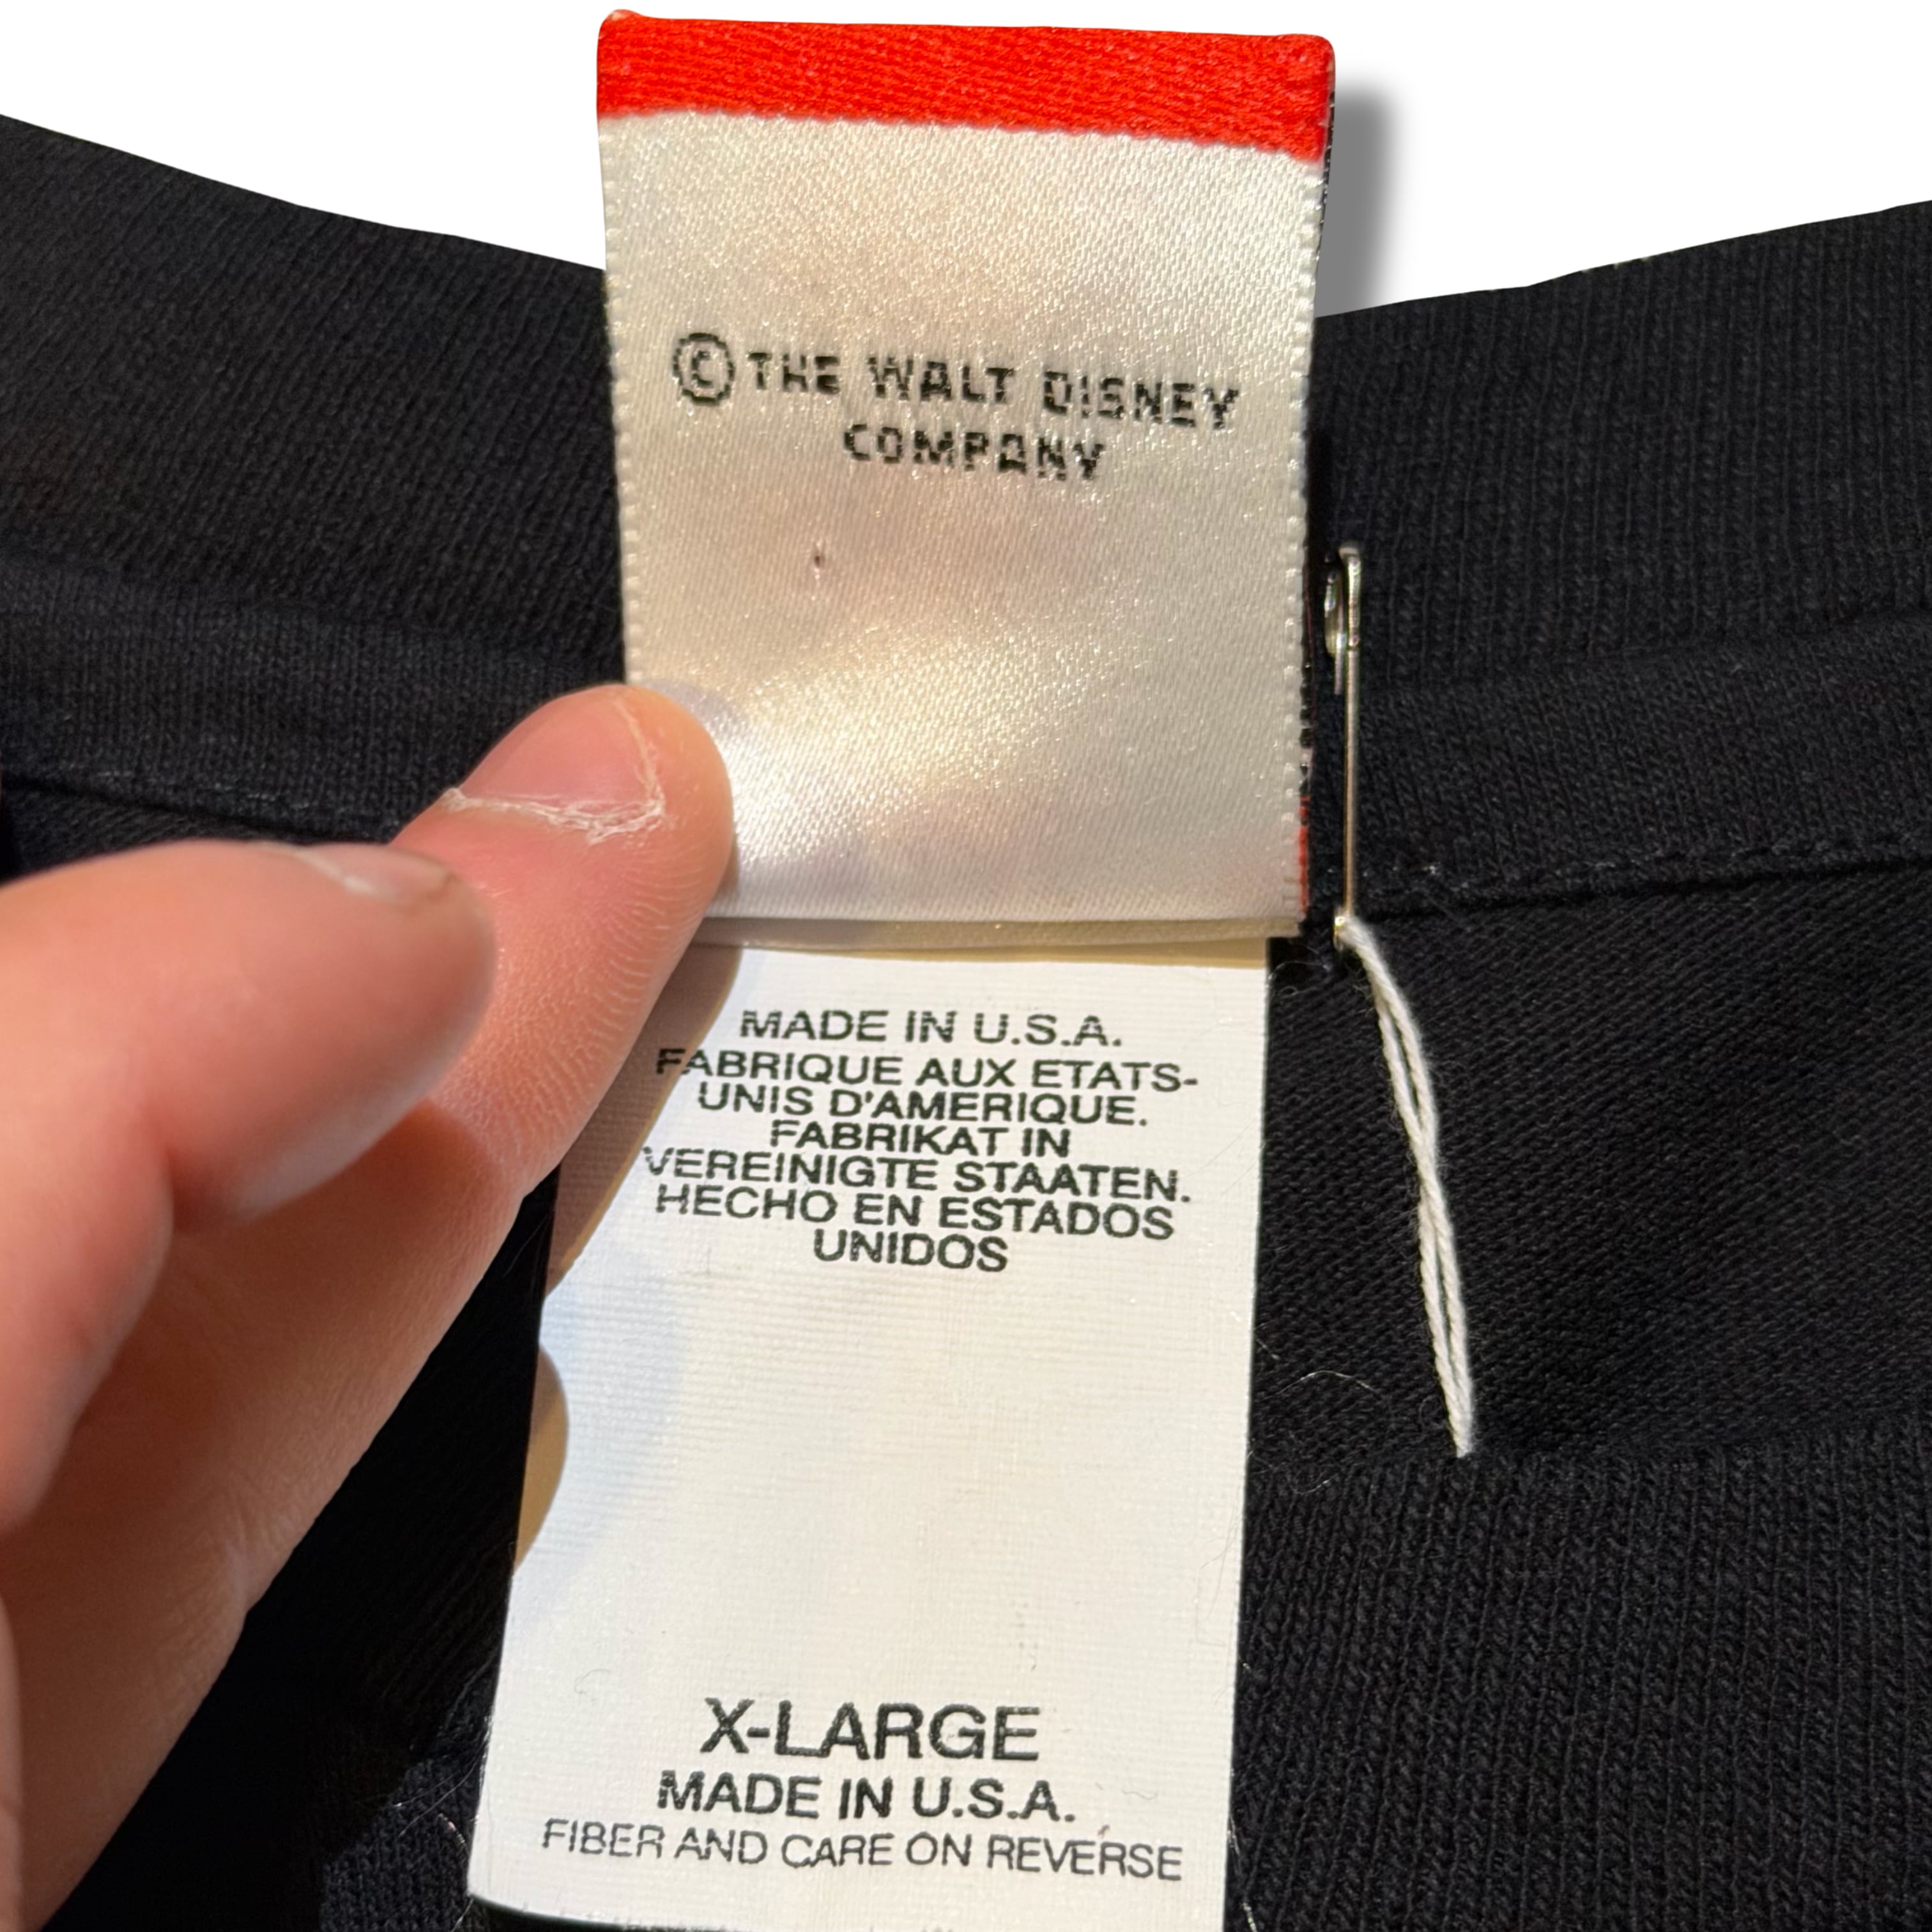 © THE WALT DISNEY
COMPANY
MADE IN U.S.A.
FABRIQUE AUX ETATS-
UNIS D'AMERIQUE.
FABRIKAT IN
VEREINIGTE STAATEN.
HECHO EN ESTADOS
UNIDOS
X-LARGE
MADE IN U.S.A.
FIBER AND CARE ON REVERSE